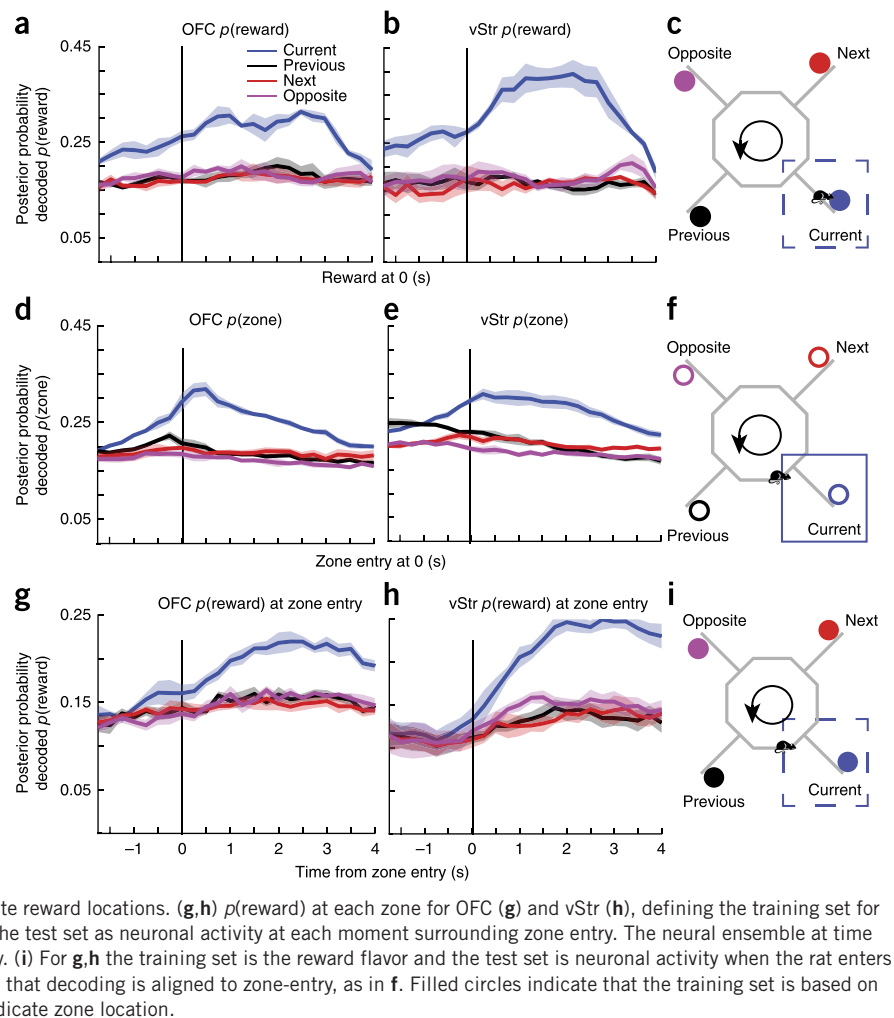 a
OFC p(reward)
b
vStr p(reward)
c
0.45
0.25
0.05
Posterior probability
decoded p(reward)
Current
Previous
Next
Opposite
Reward at 0 (s)
Opposite
Next
Previous
Current
d
OFC p(zone)
e
vStr p(zone)
f
0.45
0.25
0.05
Posterior probability
decoded p(zone)
Zone entry at 0 (s)
Opposite
Next
Previous
Current
g
OFC p(reward) at zone entry
h
vStr p(reward) at zone entry
i
0.25
0.15
0.05
Posterior probability
decoded p(reward)
–1 0 1 2 3 4
–1 0 1 2 3 4
Time from zone entry (s)
Opposite
Next
Previous
Current
te reward locations. (g,h) p(reward) at each zone for OFC (g) and vStr (h), defining the training set for
he test set as neuronal activity at each moment surrounding zone entry. The neural ensemble at time
y. (i) For g,h the training set is the reward flavor and the test set is neuronal activity when the rat enters
that decoding is aligned to zone-entry, as in f. Filled circles indicate that the training set is based on
dicate zone location.